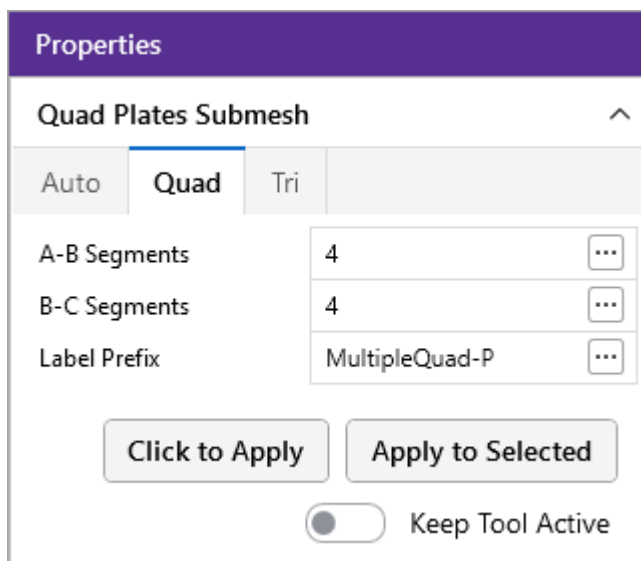 Properties
Quad Plates Submesh
Auto Quad Tri
A-B Segments 4 ...
B-C Segments 4 ...
Label Prefix MultipleQuad-P ...
Click to Apply Apply to Selected
Keep Tool Active